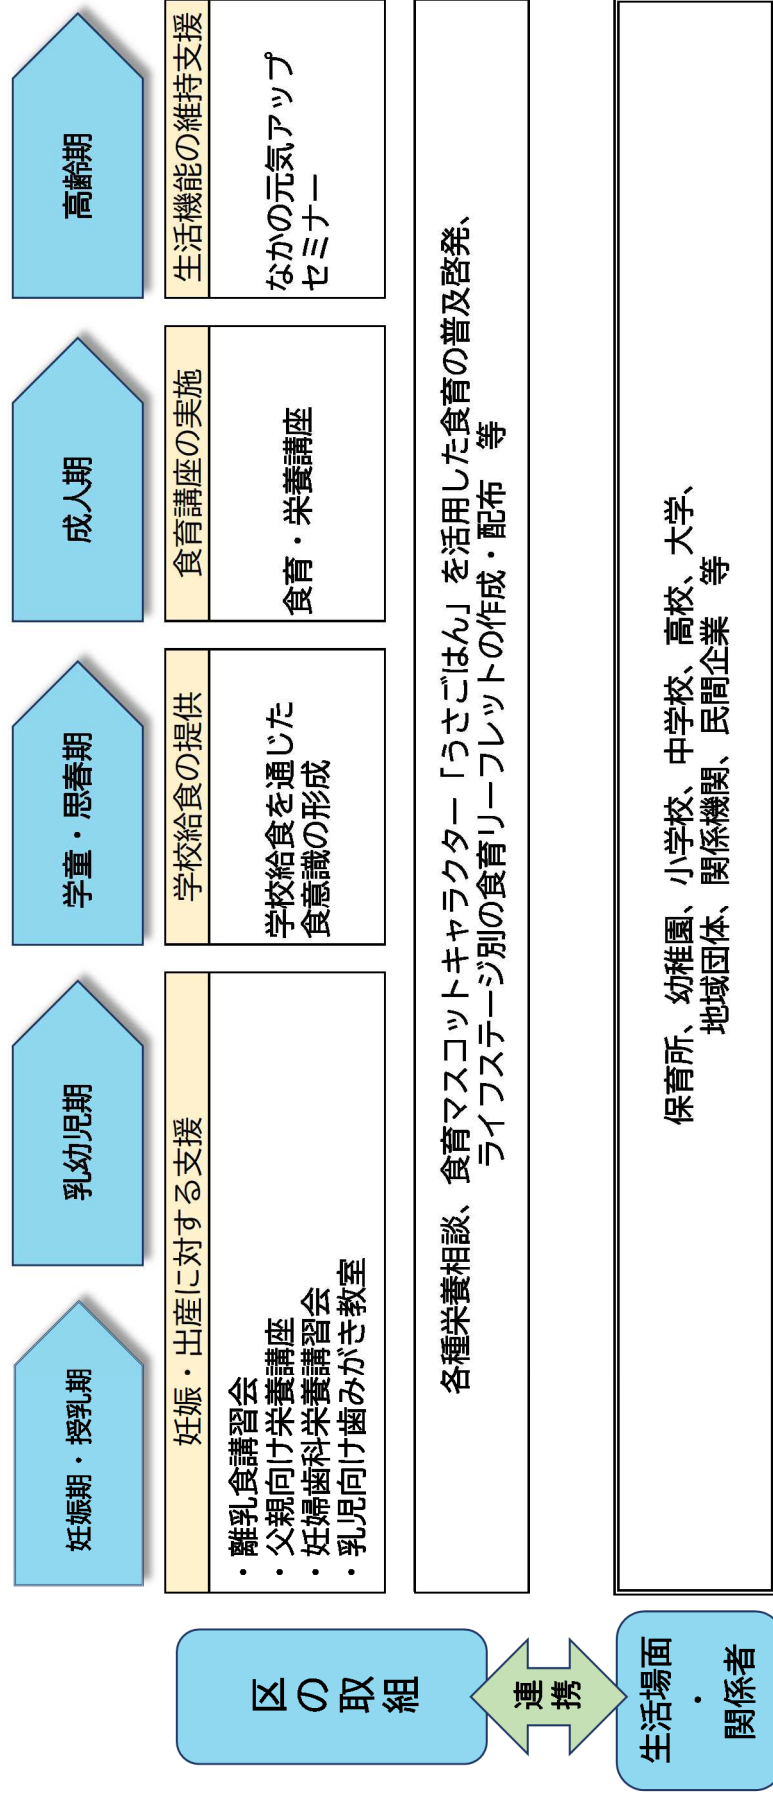 妊娠期・授乳期
乳幼児期
学童・思春期
成人期
高齢期
区の取組
妊娠・出産に対する支援
・離乳食講習会
・父親向け栄養講座
・妊婦歯科栄養講習会
・乳児向け歯みがき教室
学校給食の提供
学校給食を通じた
食意識の形成
食育講座の実施
食育・栄養講座
生活機能の維持支援
なかの元気アップ
セミナー
各種栄養相談、食育マスコットキャラクター「うさごはん」を活用した食育の普及啓発、
ライフステージ別の食育リーフレットの作成・配布　等
連
携
生活場面
・
関係者
保育所、幼稚園、小学校、中学校、高校、大学、
地域団体、関係機関、民間企業　等